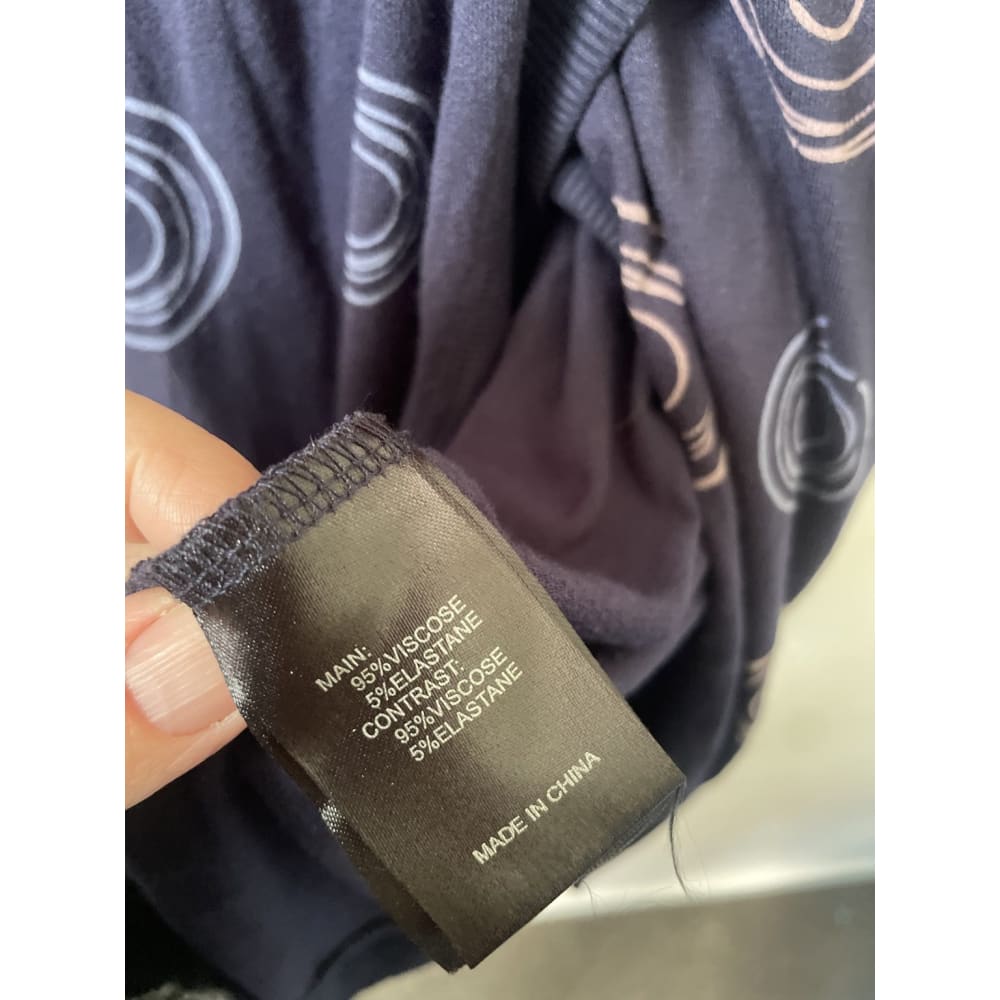 MAIN:
95%VISCOSE
5%ELASTANE
CONTRAST:
95%VISCOSE
5%ELASTANE
MADE IN CHINA